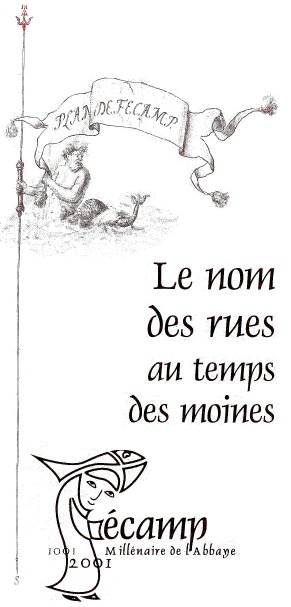 PLAN DE FECAMP.
Le nom
des rues
au temps
des moines
Fécamp
1001 Millénaire de l'Abbaye
2001
S